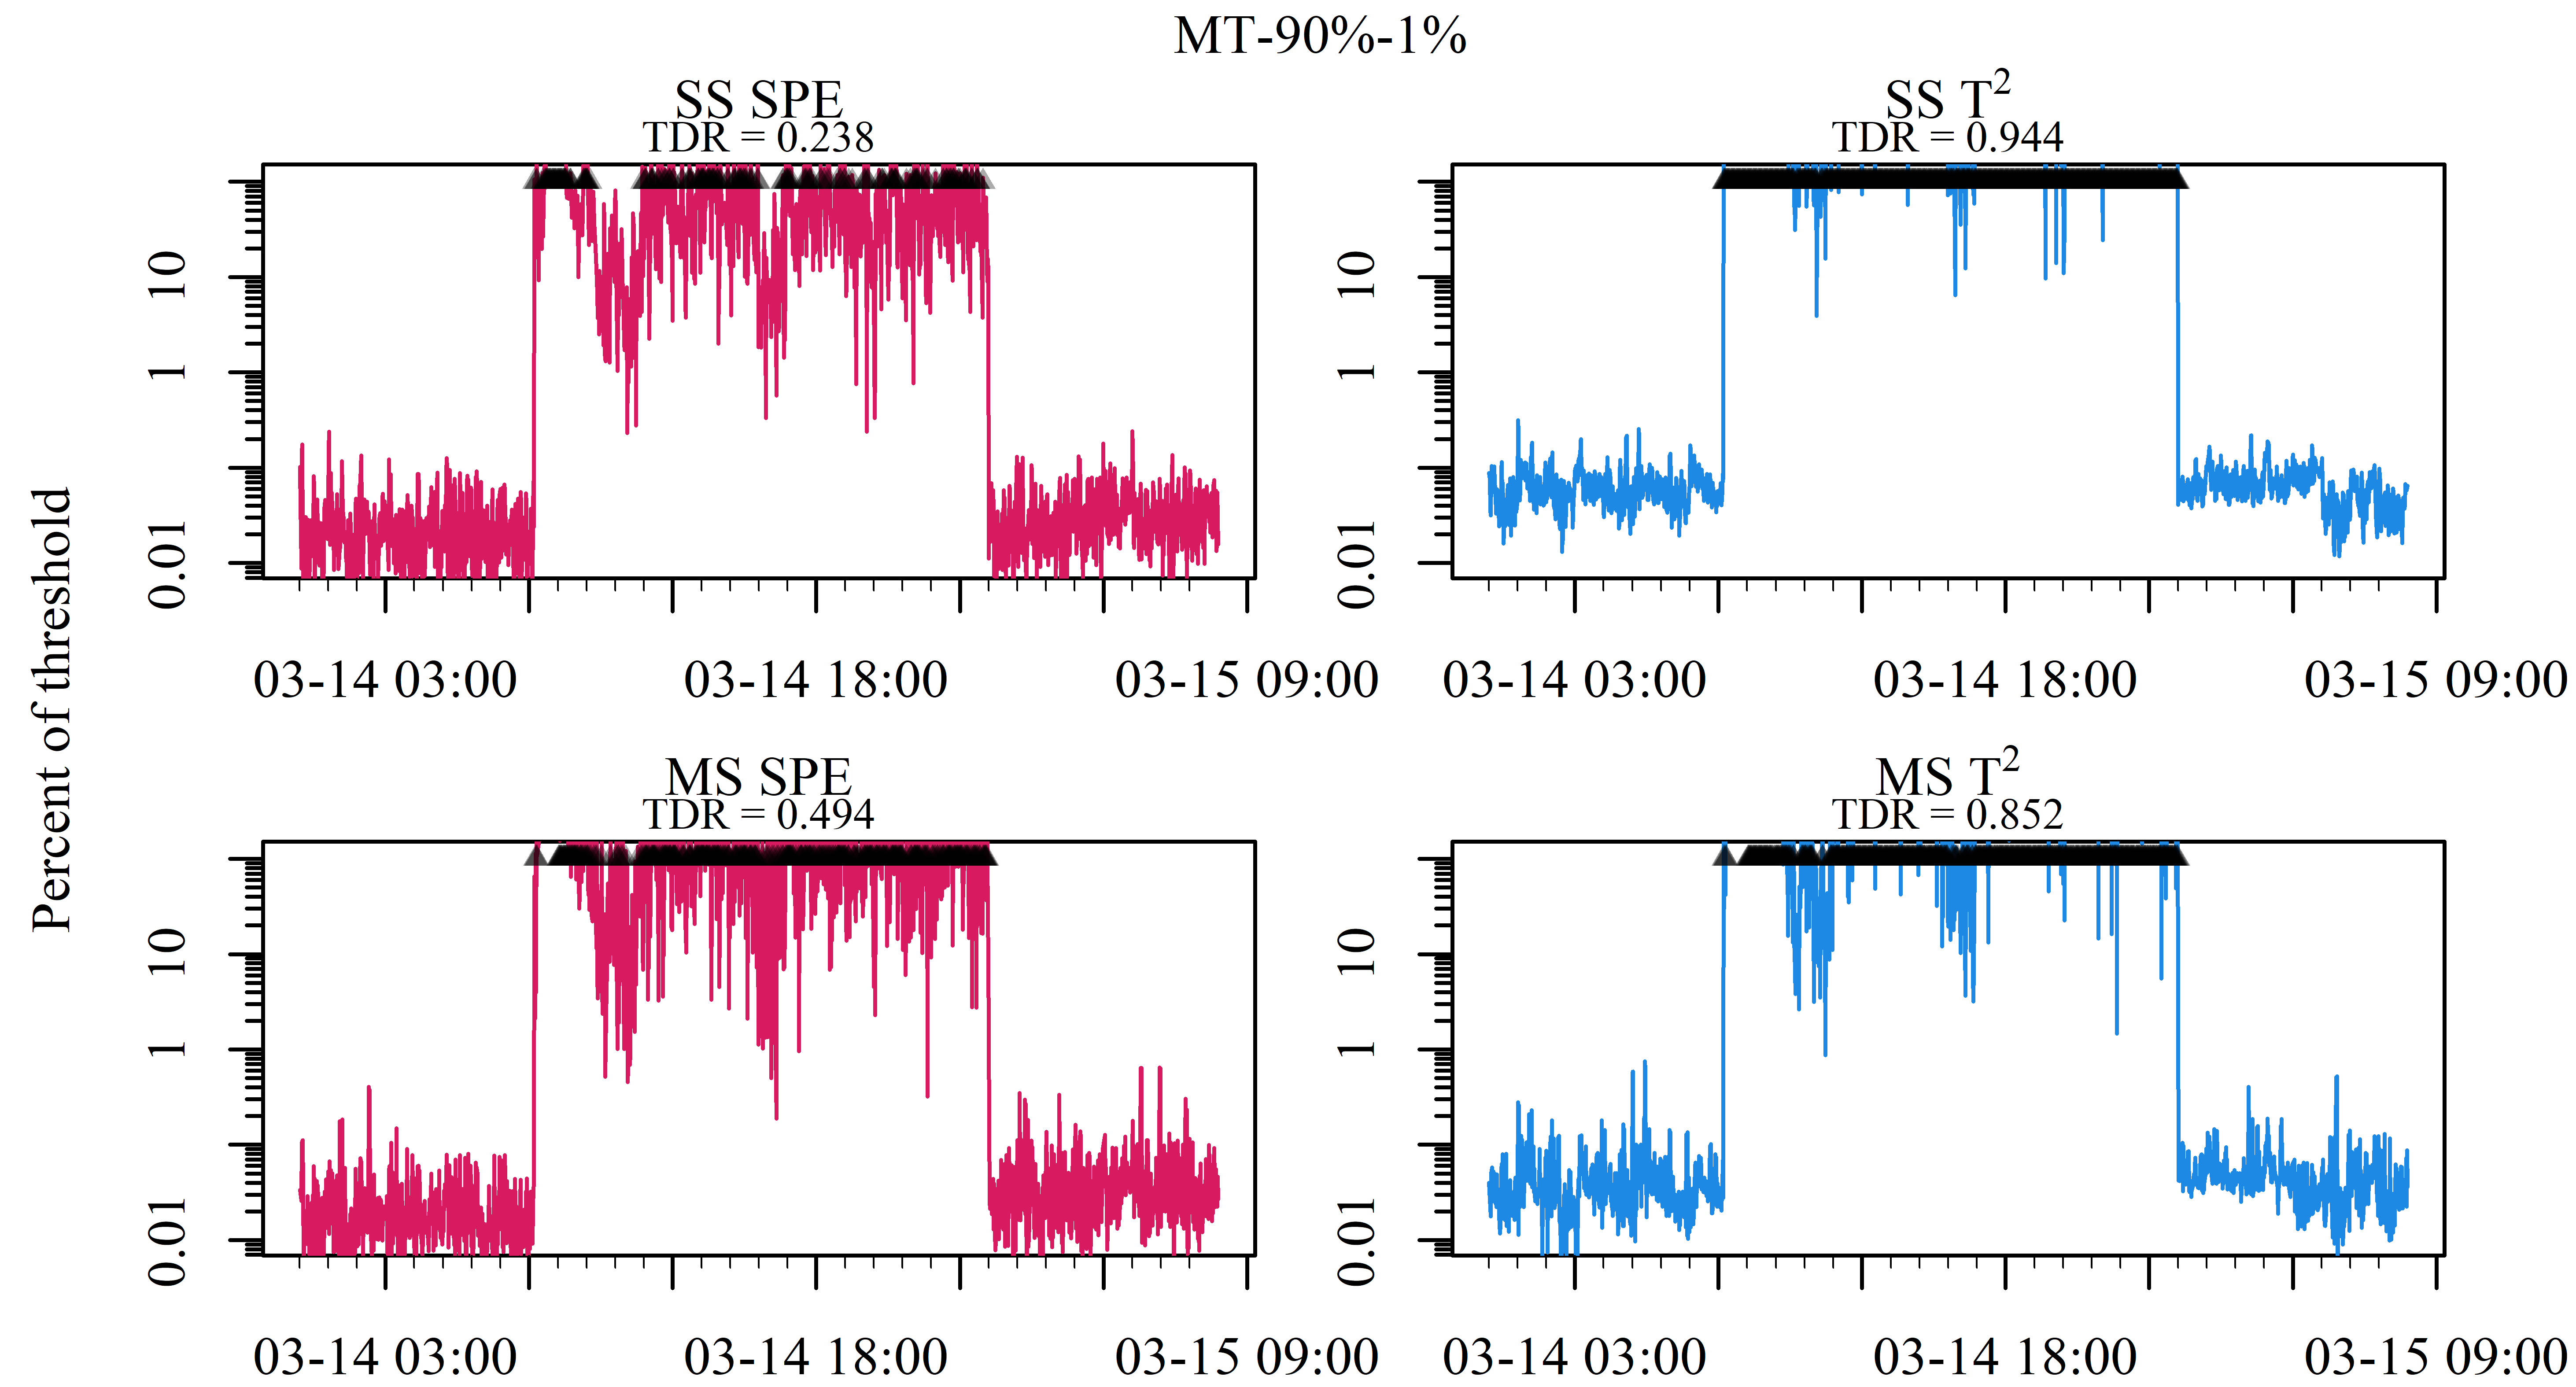 MT-90%-1%
SS SPE
TDR = 0.238
10
1
0.01
03-14 03:00
03-14 18:00
03-15 09:00
SS T²
TDR = 0.944
10
1
0.01
03-14 03:00
03-14 18:00
03-15 09:00
Percent of threshold
MS SPE
TDR = 0.494
10
1
0.01
03-14 03:00
03-14 18:00
03-15 09:00
MS T²
TDR = 0.852
10
1
0.01
03-14 03:00
03-14 18:00
03-15 09:00